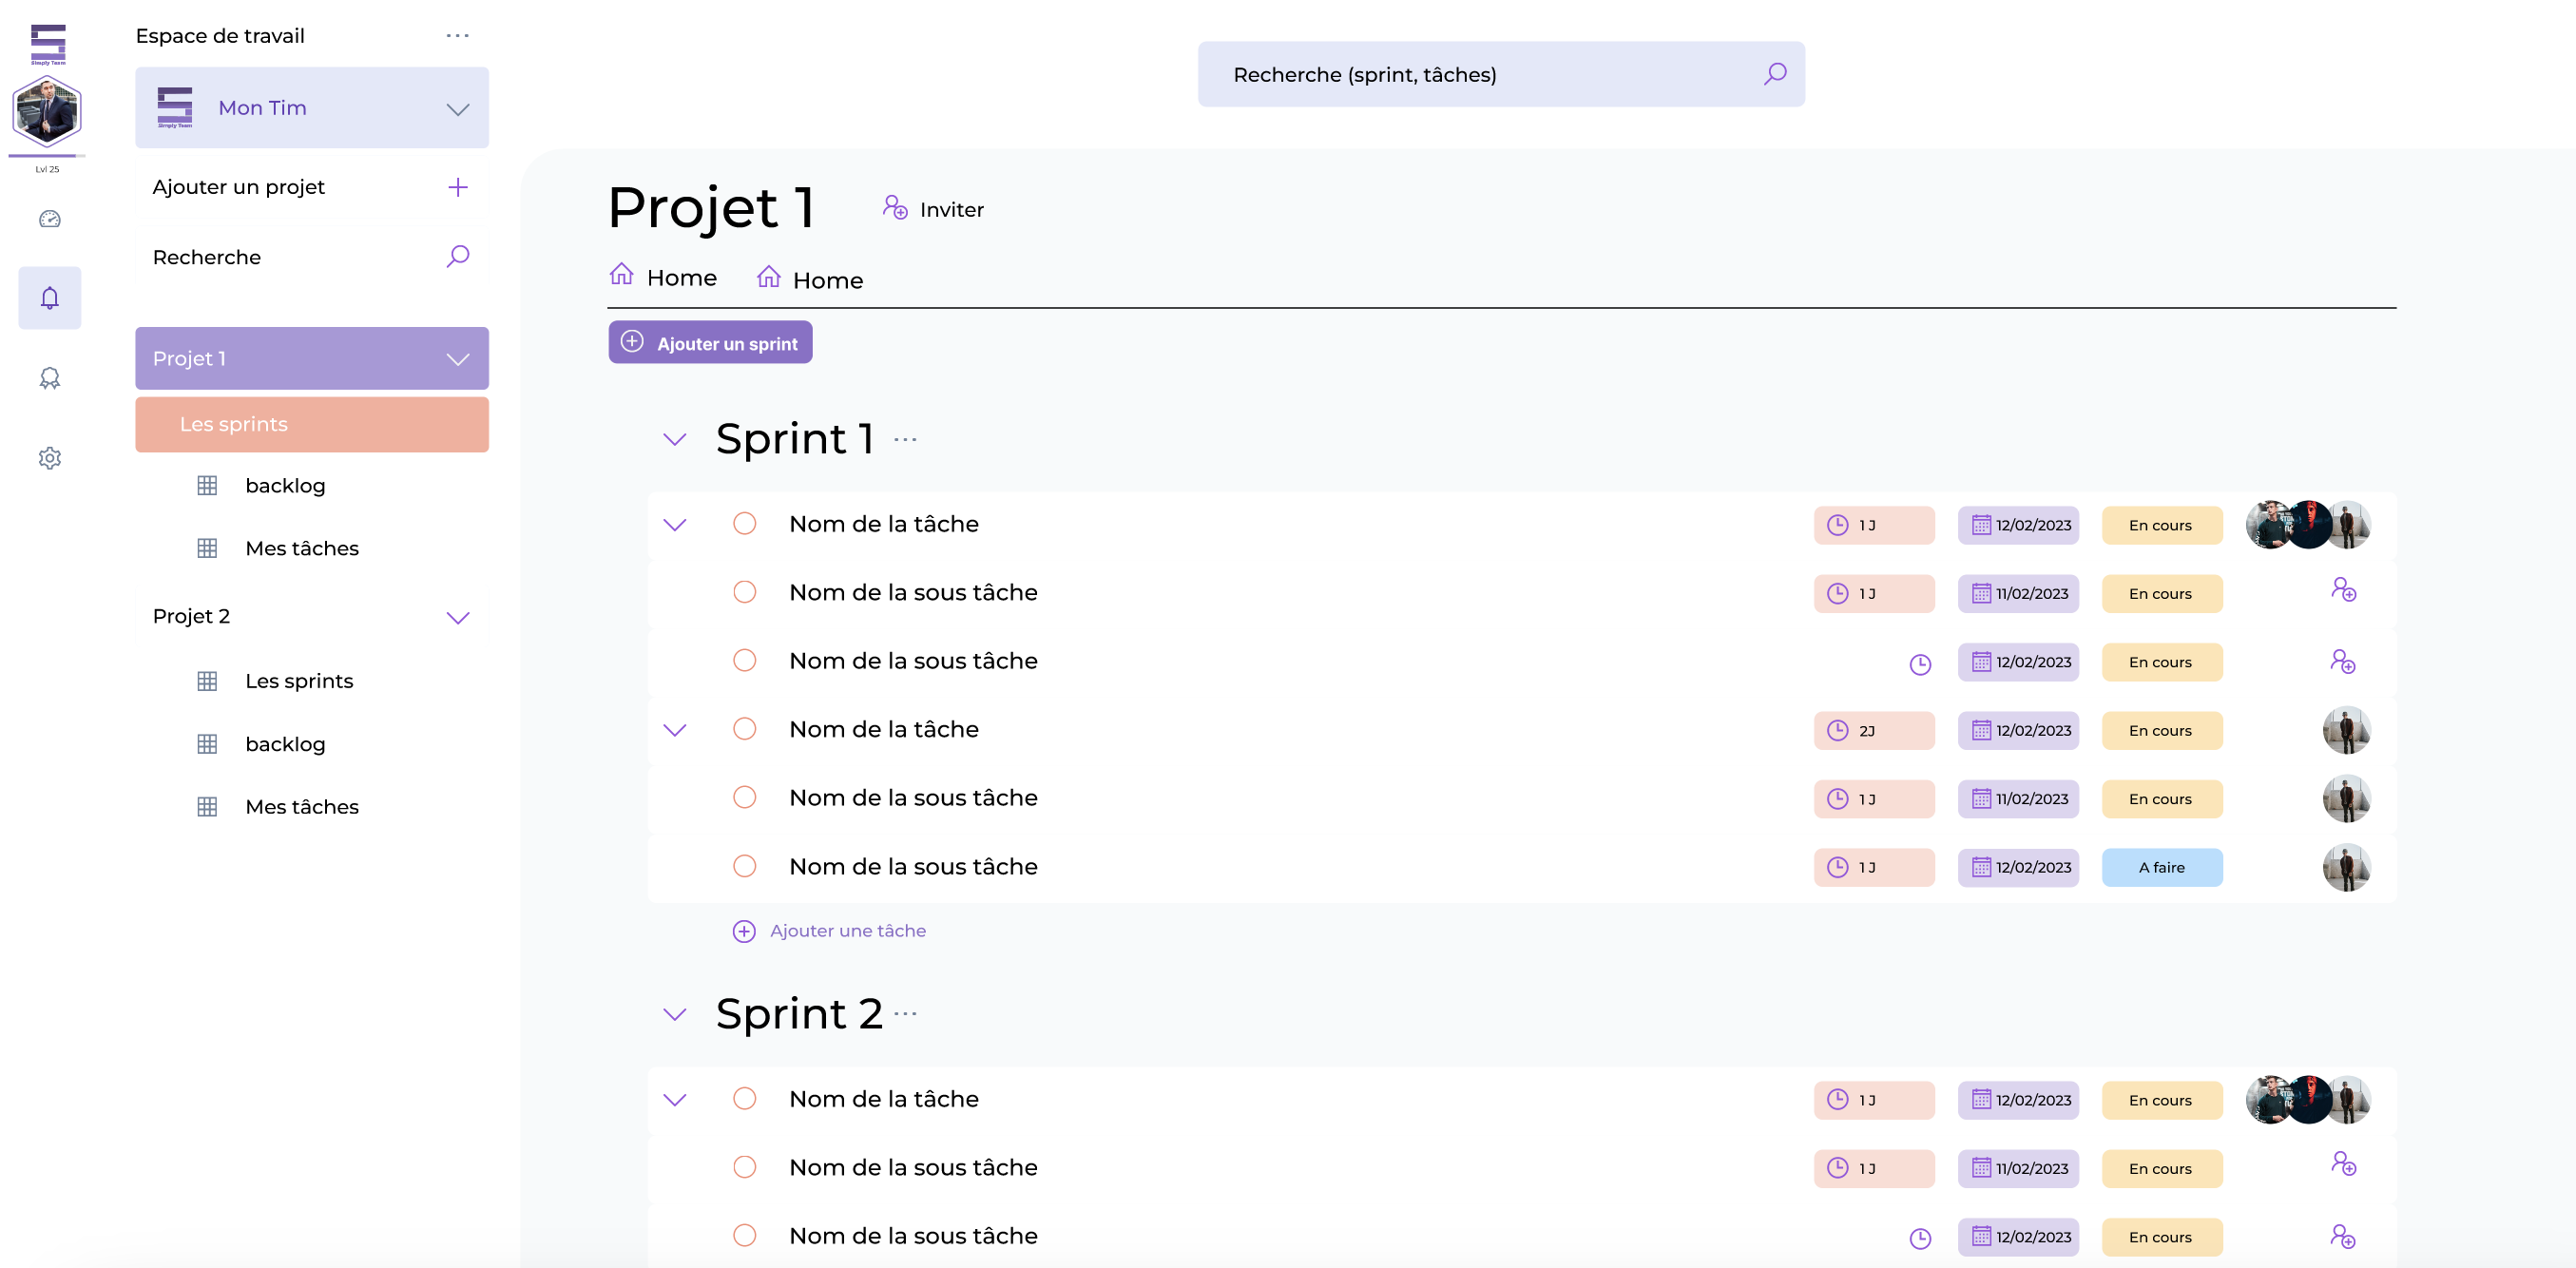 Simply Team
Lvl 25
Espace de travail
Simply Team
Mon Tim
Ajouter un projet
Recherche
Projet 1
Les sprints
backlog
Mes tâches
Projet 2
Les sprints
backlog
Mes tâches
Recherche (sprint, tâches)
Projet 1 Inviter
Home Home
Ajouter un sprint
Sprint 1
Nom de la tâche 1 J 12/02/2023 En cours
Nom de la sous tâche 1 J 11/02/2023 En cours
Nom de la sous tâche 12/02/2023 En cours
Nom de la tâche 2J 12/02/2023 En cours
Nom de la sous tâche 1 J 11/02/2023 En cours
Nom de la sous tâche 1 J 12/02/2023 A faire
Ajouter une tâche
Sprint 2
Nom de la tâche 1 J 12/02/2023 En cours
Nom de la sous tâche 1 J 11/02/2023 En cours
Nom de la sous tâche 12/02/2023 En cours